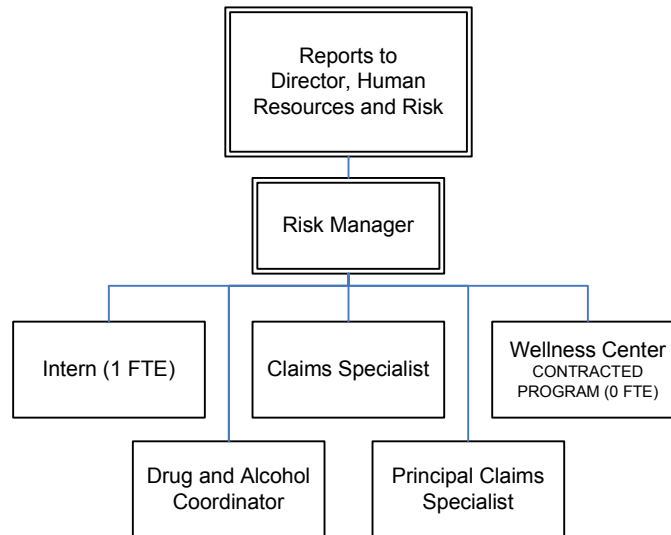 Reports to
Director, Human
Resources and Risk
Risk Manager
Intern (1 FTE)
Claims Specialist
Wellness Center
CONTRACTED
PROGRAM (0 FTE)
Drug and Alcohol
Coordinator
Principal Claims
Specialist